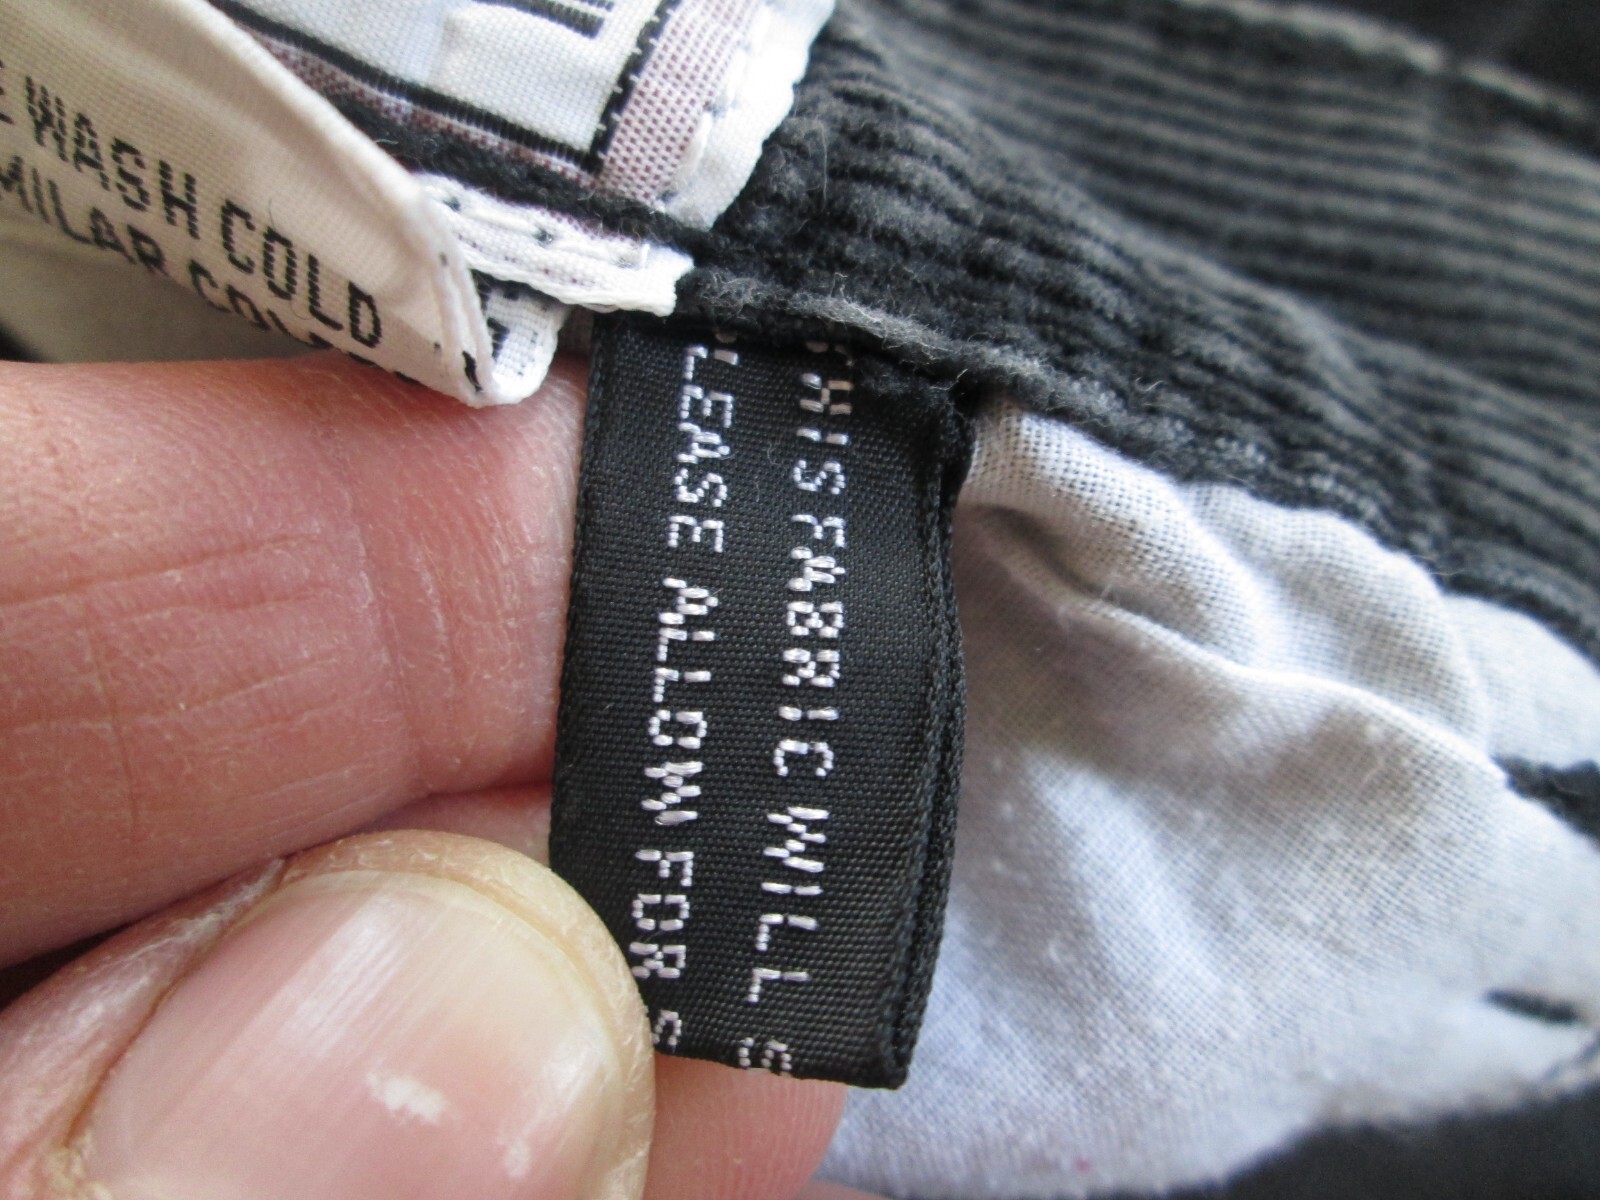 WASH COLD
THIS FABRIC WILL S
PLEASE ALLOW FOR S